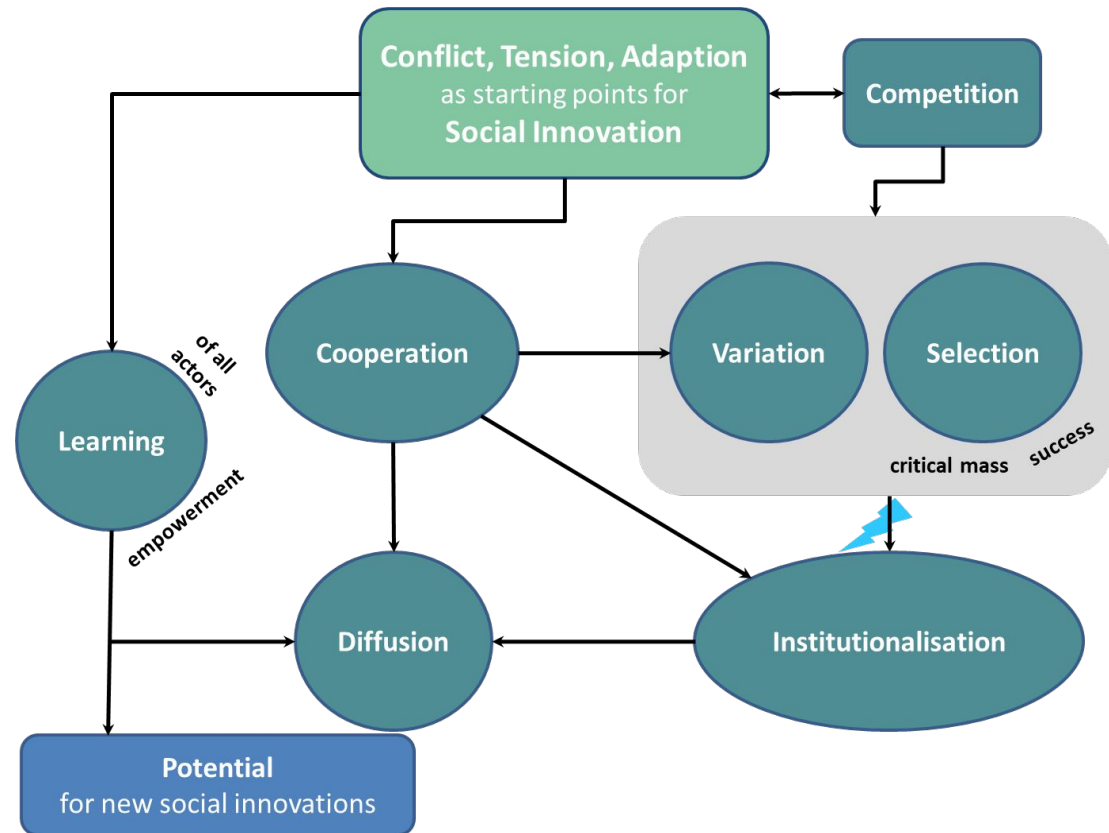 Conflict, Tension, Adaption
as starting points for
Social Innovation
Competition
Cooperation
Variation
Selection
of all
actors
Learning
success
critical mass
empowerment
Diffusion
Institutionalisation
Potential
for new social innovations